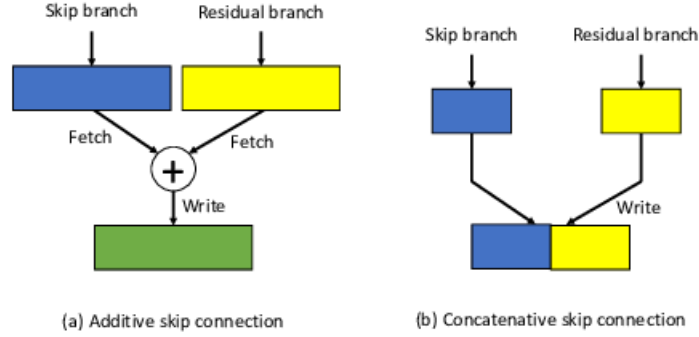 Skip branch
Residual branch
Fetch
Fetch
+
Write
(a) Additive skip connection
Skip branch
Residual branch
Write
(b) Concatenative skip connection